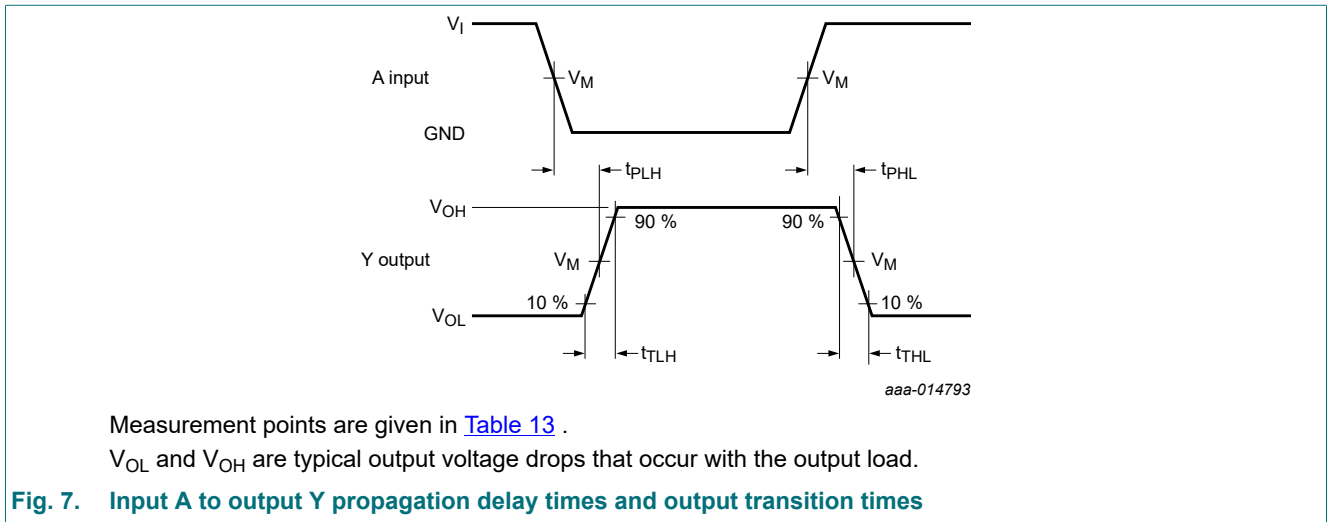 VI
A input
VM
VM
GND
tPLH
tPHL
VOH
90 %
90 %
Y output
VM
VM
10 %
10 %
VOL
tTLH
tTHL
aaa-014793
Measurement points are given in Table 13 .
VOL and VOH are typical output voltage drops that occur with the output load.
Fig. 7. Input A to output Y propagation delay times and output transition times